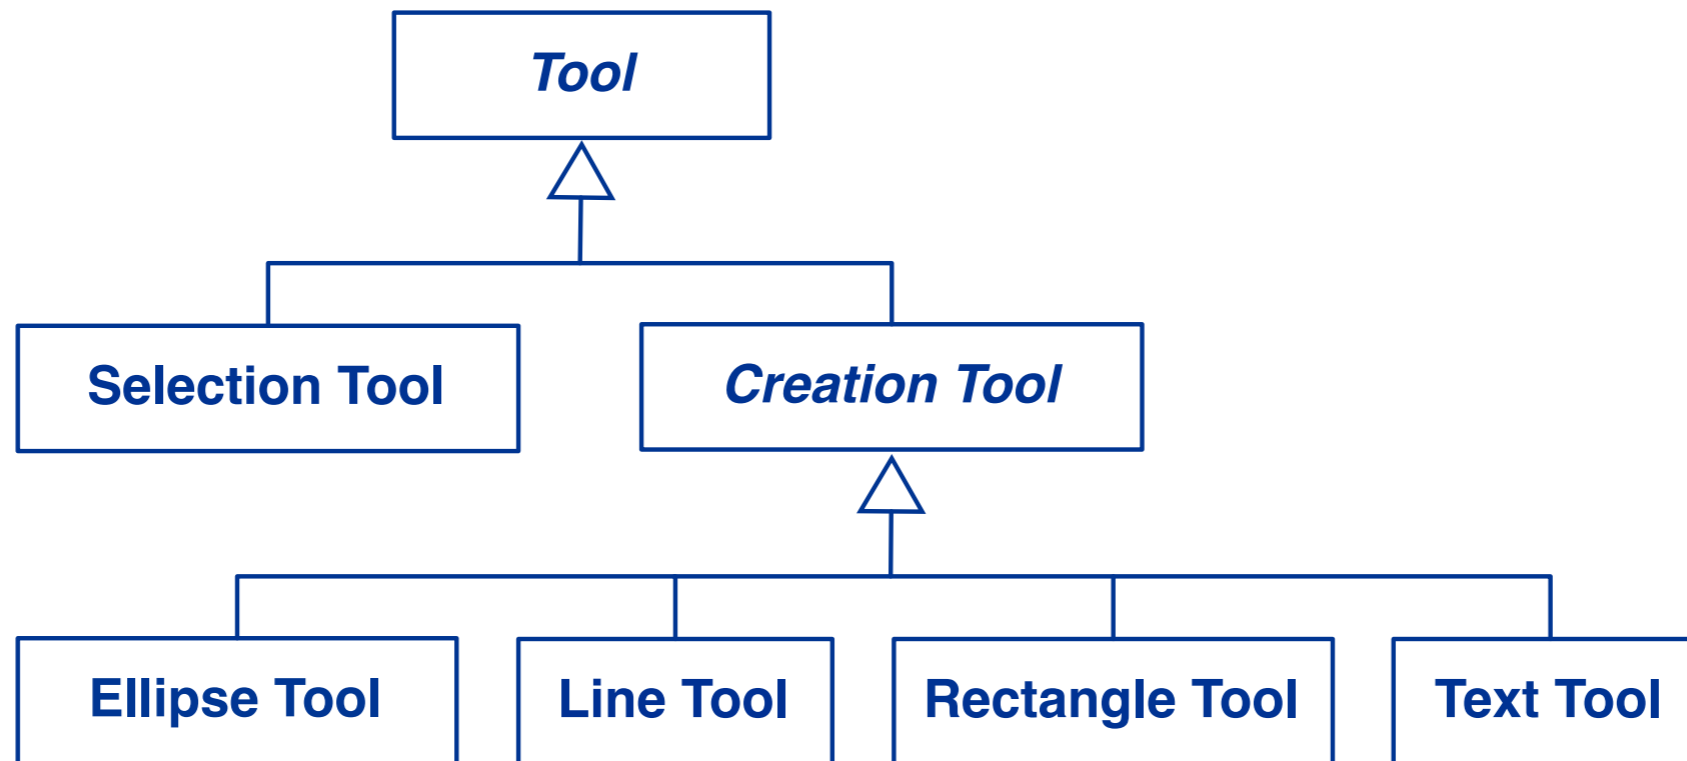 Tool
Selection Tool
Creation Tool
Ellipse Tool
Line Tool
Rectangle Tool
Text Tool